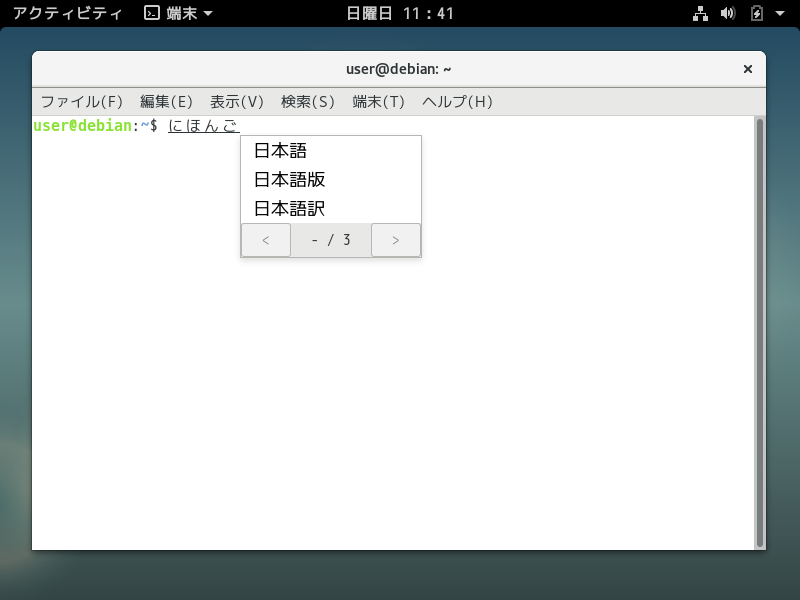 アクティビティ 端末 日曜日 11：41
user@debian: ~ ×
ファイル(F) 編集(E) 表示(V) 検索(S) 端末(T) ヘルプ(H)
user@debian:~$ にほんご
日本語
日本語版
日本語訳
< - / 3 >